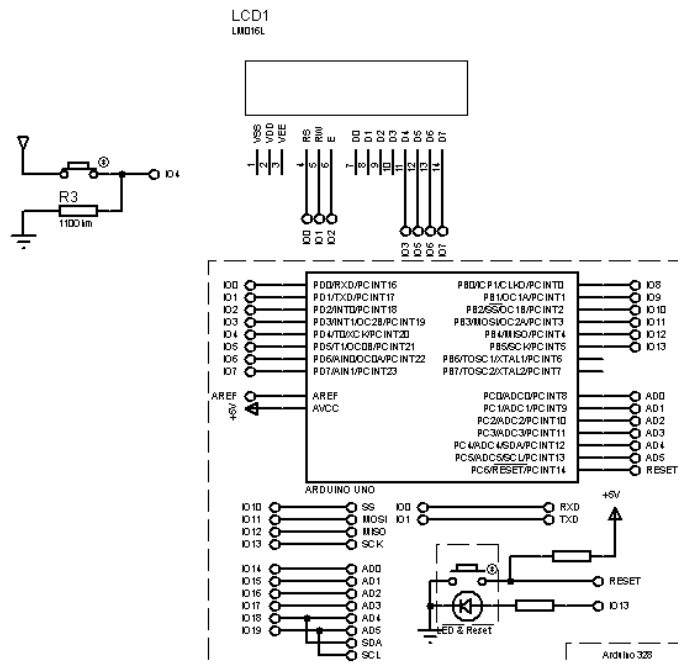 LCD1
LM016L
VSS VDD VEE RS RW E D0 D1 D2 D3 D4 D5 D6 D7
1 2 3 4 5 6 7 8 9 10 11 12 13 14
IO4
R3
IO0 IO1 IO2 IO3 IO5 IO6 IO7
IO0 PD0/RXD/PCINT16 PB0/ICP1/CLKO/PCINT0 IO8
IO1 PD1/TXD/PCINT17 PB1/OC1A/PCINT1 IO9
IO2 PD2/INT0/PCINT18 PB2/SS/OC1B/PCINT2 IO10
IO3 PD3/INT1/OC2B/PCINT19 PB3/MOSI/OC2A/PCINT3 IO11
IO4 PD4/T0/XCK/PCINT20 PB4/MISO/PCINT4 IO12
IO5 PD5/T1/OC0B/PCINT21 PB5/SCK/PCINT5 IO13
IO6 PD6/AIN0/OC0A/PCINT22 PB6/TOSC1/XTAL1/PCINT6
IO7 PD7/AIN1/PCINT23 PB7/TOSC2/XTAL2/PCINT7
AREF AREF PC0/ADC0/PCINT8 AD0
+5V AVCC PC1/ADC1/PCINT9 AD1
PC2/ADC2/PCINT10 AD2
PC3/ADC3/PCINT11 AD3
PC4/ADC4/SDA/PCINT12 AD4
PC5/ADC5/SCL/PCINT13 AD5
PC6/RESET/PCINT14 RESET
ARDUINO UNO
+5V
IO10 SS IO0 RXD
IO11 MOSI IO1 TXD
IO12 MISO
IO13 SCK
IO14 AD0
IO15 AD1 RESET
IO16 AD2
IO17 AD3 IO13
IO18 AD4
IO19 AD5 LED & Reset
SDA
SCL
Arduino 328